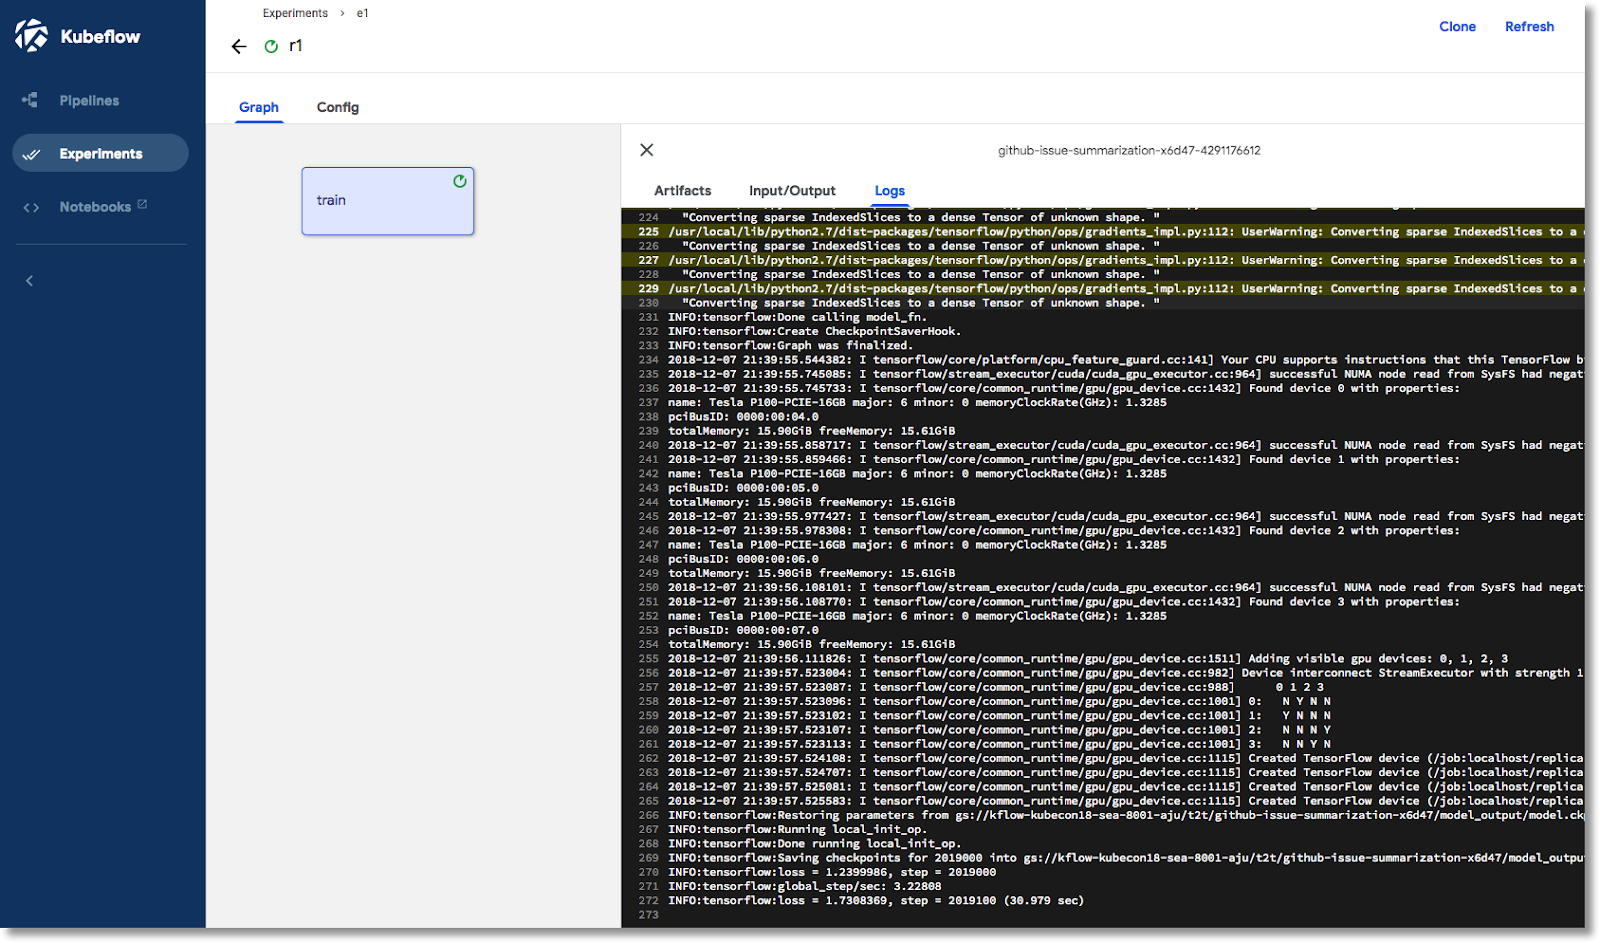 Kubeflow
Experiments > e1
r1
Clone
Refresh
Pipelines
Experiments
Notebooks
Graph
Config
train
github-issue-summarization-x6d47-4291176612
Artifacts
Input/Output
Logs
224 "Converting sparse IndexedSlices to a dense Tensor of unknown shape. "
225 /usr/local/lib/python2.7/dist-packages/tensorflow/python/ops/gradients_impl.py:112: UserWarning: Converting sparse IndexedSlices to a
226 "Converting sparse IndexedSlices to a dense Tensor of unknown shape. "
227 /usr/local/lib/python2.7/dist-packages/tensorflow/python/ops/gradients_impl.py:112: UserWarning: Converting sparse IndexedSlices to a
228 "Converting sparse IndexedSlices to a dense Tensor of unknown shape. "
229 /usr/local/lib/python2.7/dist-packages/tensorflow/python/ops/gradients_impl.py:112: UserWarning: Converting sparse IndexedSlices to a
230 "Converting sparse IndexedSlices to a dense Tensor of unknown shape. "
231 INFO:tensorflow:Done calling model_fn.
232 INFO:tensorflow:Create CheckpointSaverHook.
233 INFO:tensorflow:Graph was finalized.
234 2018-12-07 21:39:55.544382: I tensorflow/core/platform/cpu_feature_guard.cc:141] Your CPU supports instructions that this TensorFlow b
235 2018-12-07 21:39:55.745085: I tensorflow/stream_executor/cuda/cuda_gpu_executor.cc:964] successful NUMA node read from SysFS had negat
236 2018-12-07 21:39:55.745733: I tensorflow/core/common_runtime/gpu/gpu_device.cc:1432] Found device 0 with properties:
237 name: Tesla P100-PCIE-16GB major: 6 minor: 0 memoryClockRate(GHz): 1.3285
238 pciBusID: 0000:00:04.0
239 totalMemory: 15.90GiB freeMemory: 15.61GiB
240 2018-12-07 21:39:55.858717: I tensorflow/stream_executor/cuda/cuda_gpu_executor.cc:964] successful NUMA node read from SysFS had negat
241 2018-12-07 21:39:55.859466: I tensorflow/core/common_runtime/gpu/gpu_device.cc:1432] Found device 1 with properties:
242 name: Tesla P100-PCIE-16GB major: 6 minor: 0 memoryClockRate(GHz): 1.3285
243 pciBusID: 0000:00:05.0
244 totalMemory: 15.90GiB freeMemory: 15.61GiB
245 2018-12-07 21:39:55.977427: I tensorflow/stream_executor/cuda/cuda_gpu_executor.cc:964] successful NUMA node read from SysFS had negat
246 2018-12-07 21:39:55.978308: I tensorflow/core/common_runtime/gpu/gpu_device.cc:1432] Found device 2 with properties:
247 name: Tesla P100-PCIE-16GB major: 6 minor: 0 memoryClockRate(GHz): 1.3285
248 pciBusID: 0000:00:06.0
249 totalMemory: 15.90GiB freeMemory: 15.61GiB
250 2018-12-07 21:39:56.108101: I tensorflow/stream_executor/cuda/cuda_gpu_executor.cc:964] successful NUMA node read from SysFS had negat
251 2018-12-07 21:39:56.108770: I tensorflow/core/common_runtime/gpu/gpu_device.cc:1432] Found device 3 with properties:
252 name: Tesla P100-PCIE-16GB major: 6 minor: 0 memoryClockRate(GHz): 1.3285
253 pciBusID: 0000:00:07.0
254 totalMemory: 15.90GiB freeMemory: 15.61GiB
255 2018-12-07 21:39:56.111826: I tensorflow/core/common_runtime/gpu/gpu_device.cc:1511] Adding visible gpu devices: 0, 1, 2, 3
256 2018-12-07 21:39:57.523004: I tensorflow/core/common_runtime/gpu/gpu_device.cc:982] Device interconnect StreamExecutor with strength 1
257 2018-12-07 21:39:57.523087: I tensorflow/core/common_runtime/gpu/gpu_device.cc:988] 0 1 2 3
258 2018-12-07 21:39:57.523096: I tensorflow/core/common_runtime/gpu/gpu_device.cc:1001] 0: N Y N N
259 2018-12-07 21:39:57.523102: I tensorflow/core/common_runtime/gpu/gpu_device.cc:1001] 1: Y N N N
260 2018-12-07 21:39:57.523107: I tensorflow/core/common_runtime/gpu/gpu_device.cc:1001] 2: N N N Y
261 2018-12-07 21:39:57.523113: I tensorflow/core/common_runtime/gpu/gpu_device.cc:1001] 3: N N Y N
262 2018-12-07 21:39:57.524108: I tensorflow/core/common_runtime/gpu/gpu_device.cc:1115] Created TensorFlow device (/job:localhost/replica
263 2018-12-07 21:39:57.524707: I tensorflow/core/common_runtime/gpu/gpu_device.cc:1115] Created TensorFlow device (/job:localhost/replica
264 2018-12-07 21:39:57.525081: I tensorflow/core/common_runtime/gpu/gpu_device.cc:1115] Created TensorFlow device (/job:localhost/replica
265 2018-12-07 21:39:57.525583: I tensorflow/core/common_runtime/gpu/gpu_device.cc:1115] Created TensorFlow device (/job:localhost/replica
266 INFO:tensorflow:Restoring parameters from gs://kflow-kubecon18-sea-8001-aju/t2t/github-issue-summarization-x6d47/model_output/model.ckp
267 INFO:tensorflow:Running local_init_op.
268 INFO:tensorflow:Done running local_init_op.
269 INFO:tensorflow:Saving checkpoints for 2019000 into gs://kflow-kubecon18-sea-8001-aju/t2t/github-issue-summarization-x6d47/model_outpu
270 INFO:tensorflow:loss = 1.2399986, step = 2019000
271 INFO:tensorflow:global_step/sec: 3.22808
272 INFO:tensorflow:loss = 1.7308369, step = 2019100 (30.979 sec)
273